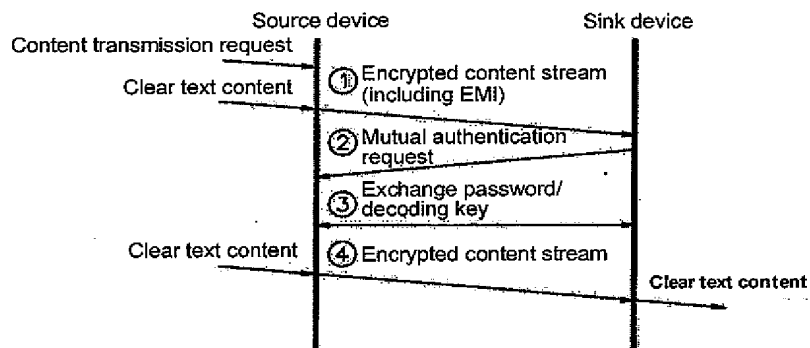 Source device
Sink device
Content transmission request
① Encrypted content stream
(including EMI)
Clear text content
② Mutual authentication
request
③ Exchange password/
decoding key
Clear text content
④ Encrypted content stream
Clear text content